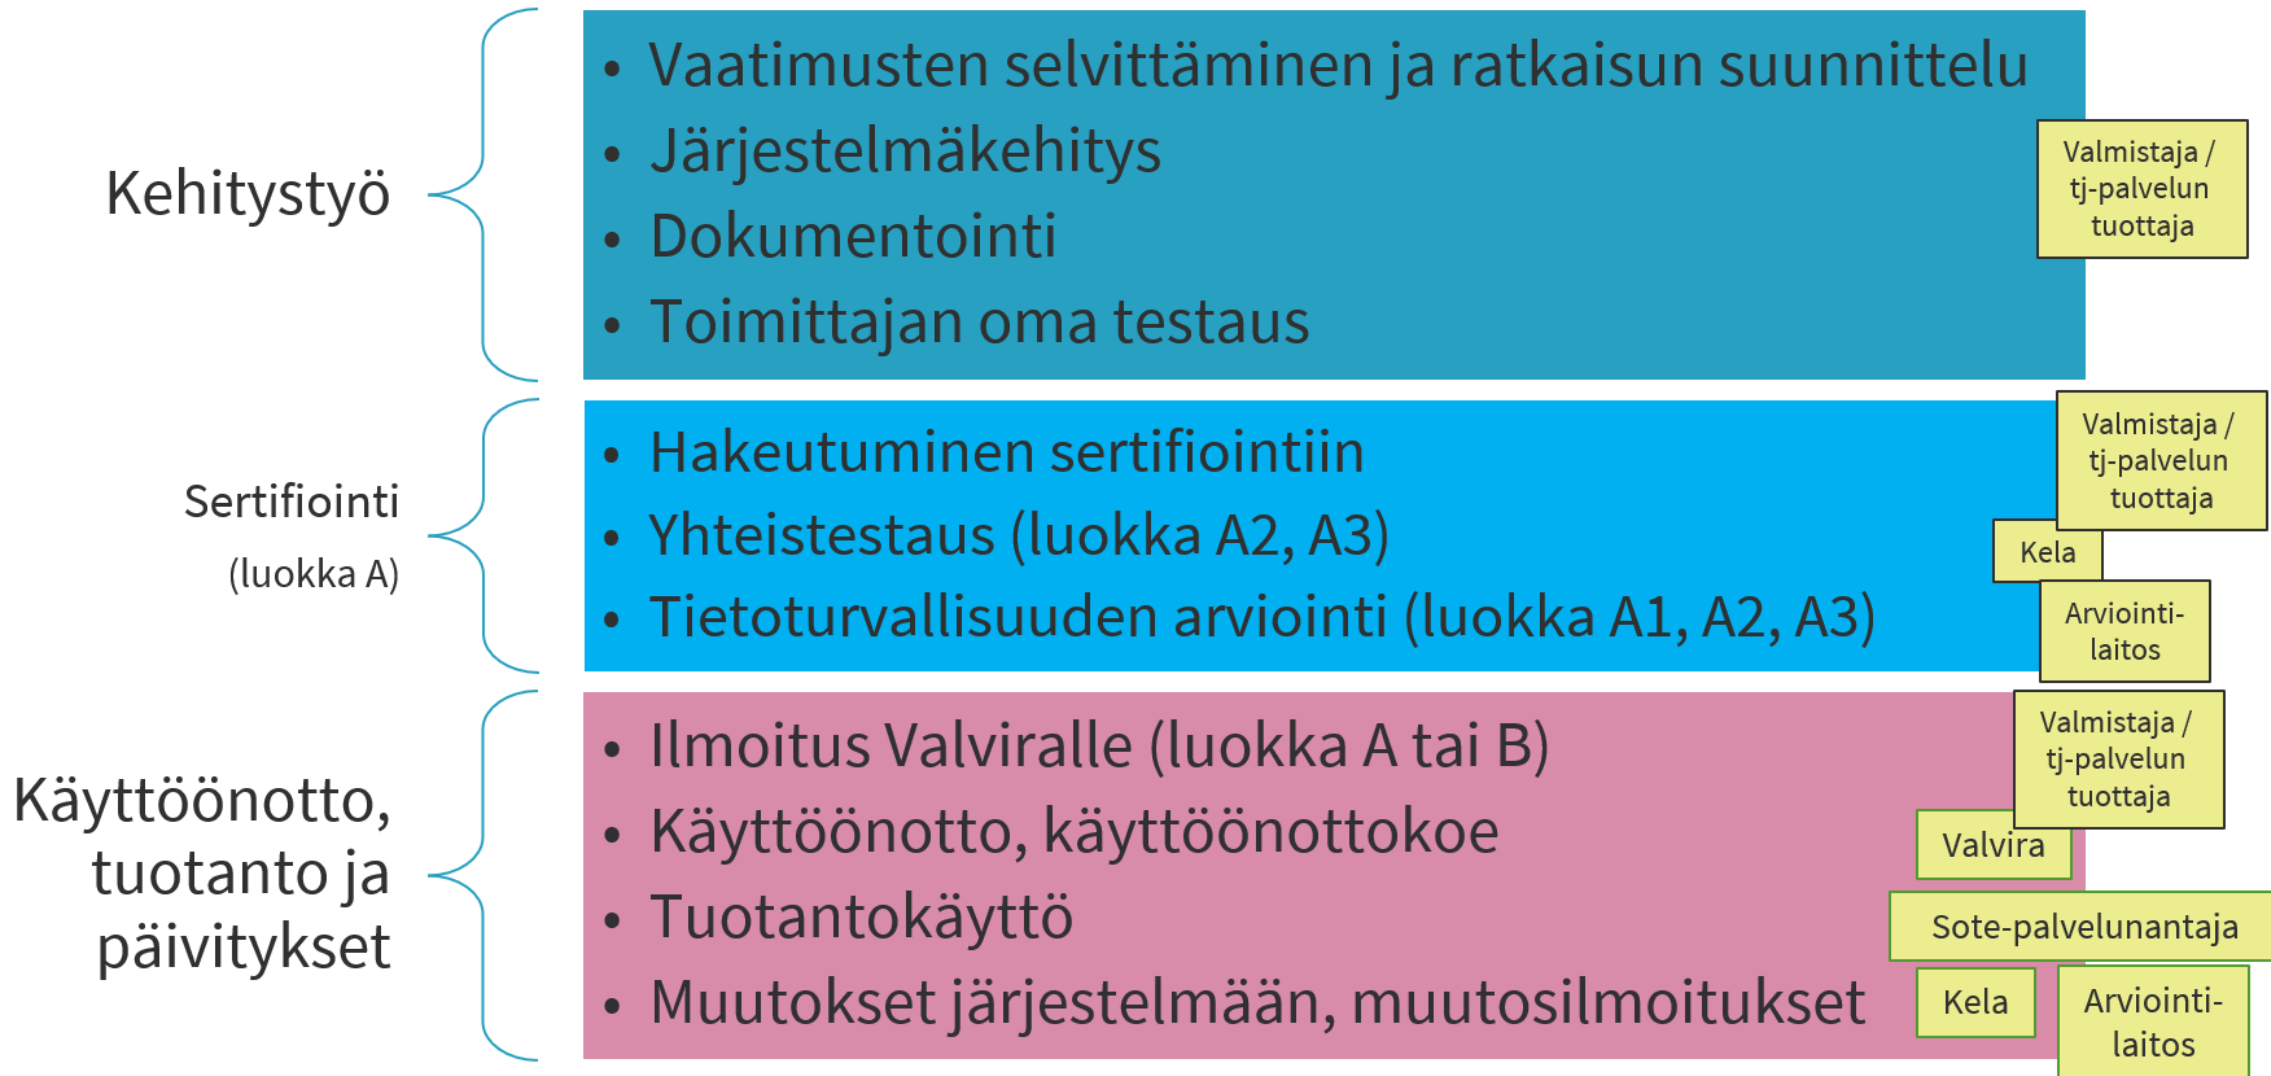 Kehitystyö
• Vaatimusten selvittäminen ja ratkaisun suunnittelu
• Järjestelmäkehitys
• Dokumentointi
• Toimittajan oma testaus
Valmistaja /
tj-palvelun
tuottaja
Sertifiointi
(luokka A)
• Hakeutuminen sertifiointiin
• Yhteistestaus (luokka A2, A3)
• Tietoturvallisuuden arviointi (luokka A1, A2, A3)
Valmistaja /
tj-palvelun
tuottaja
Kela
Arviointi-
laitos
Käyttöönotto,
tuotanto ja
päivitykset
• Ilmoitus Valviralle (luokka A tai B)
• Käyttöönotto, käyttöönottokoe
• Tuotantokäyttö
• Muutokset järjestelmään, muutosilmoitukset
Valmistaja /
tj-palvelun
tuottaja
Valvira
Sote-palvelunantaja
Kela
Arviointi-
laitos